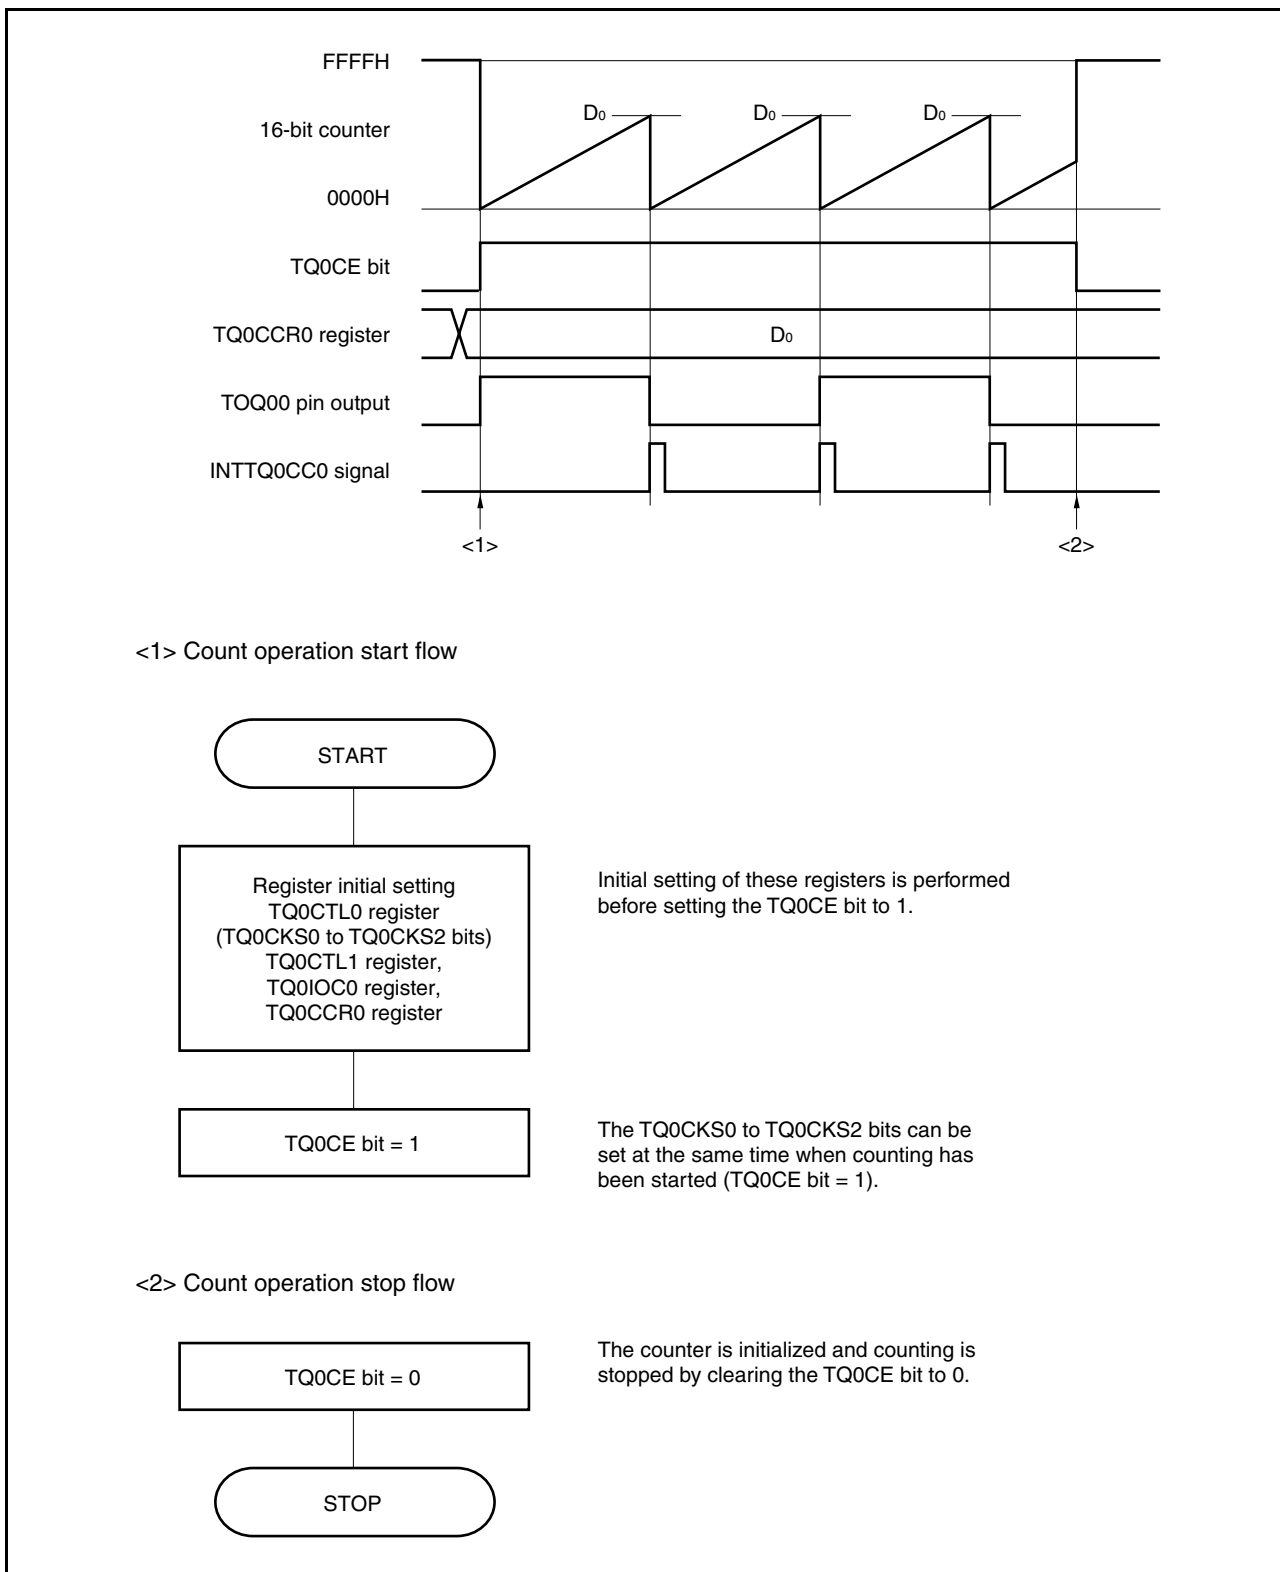 FFFFH
D0 D0 D0
16-bit counter
0000H
TQ0CE bit
TQ0CCR0 register D0
TOQ00 pin output
INTTQ0CC0 signal
<1> <2>
<1> Count operation start flow
START
Register initial setting
TQ0CTL0 register
(TQ0CKS0 to TQ0CKS2 bits)
TQ0CTL1 register,
TQ0IOC0 register,
TQ0CCR0 register
Initial setting of these registers is performed
before setting the TQ0CE bit to 1.
TQ0CE bit = 1
The TQ0CKS0 to TQ0CKS2 bits can be
set at the same time when counting has
been started (TQ0CE bit = 1).
<2> Count operation stop flow
TQ0CE bit = 0
The counter is initialized and counting is
stopped by clearing the TQ0CE bit to 0.
STOP